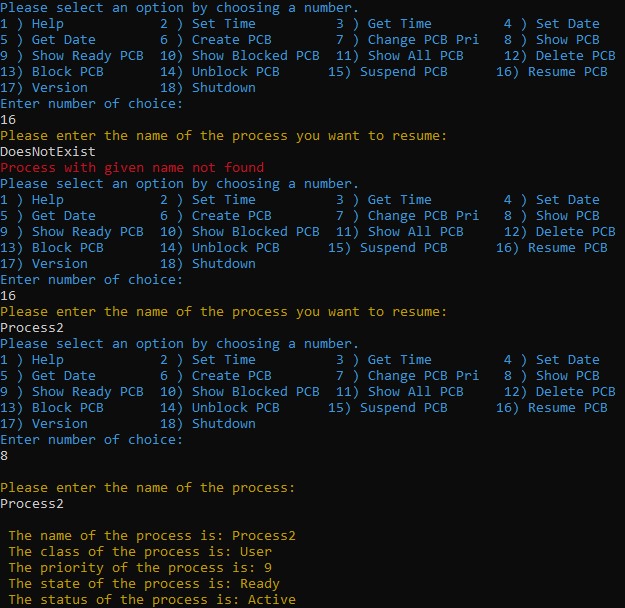 Please select an option by choosing a number.
1 ) Help            2 ) Set Time          3 ) Get Time         4 ) Set Date
5 ) Get Date        6 ) Create PCB        7 ) Change PCB Pri   8 ) Show PCB
9 ) Show Ready PCB  10) Show Blocked PCB  11) Show All PCB     12) Delete PCB
13) Block PCB       14) Unblock PCB      15) Suspend PCB      16) Resume PCB
17) Version         18) Shutdown
Enter number of choice:
16
Please enter the name of the process you want to resume:
DoesNotExist
Process with given name not found
Please select an option by choosing a number.
1 ) Help            2 ) Set Time          3 ) Get Time         4 ) Set Date
5 ) Get Date        6 ) Create PCB        7 ) Change PCB Pri   8 ) Show PCB
9 ) Show Ready PCB  10) Show Blocked PCB  11) Show All PCB     12) Delete PCB
13) Block PCB       14) Unblock PCB      15) Suspend PCB      16) Resume PCB
17) Version         18) Shutdown
Enter number of choice:
16
Please enter the name of the process you want to resume:
Process2
Please select an option by choosing a number.
1 ) Help            2 ) Set Time          3 ) Get Time         4 ) Set Date
5 ) Get Date        6 ) Create PCB        7 ) Change PCB Pri   8 ) Show PCB
9 ) Show Ready PCB  10) Show Blocked PCB  11) Show All PCB     12) Delete PCB
13) Block PCB       14) Unblock PCB      15) Suspend PCB      16) Resume PCB
17) Version         18) Shutdown
Enter number of choice:
8
Please enter the name of the process:
Process2
The name of the process is: Process2
The class of the process is: User
The priority of the process is: 9
The state of the process is: Ready
The status of the process is: Active